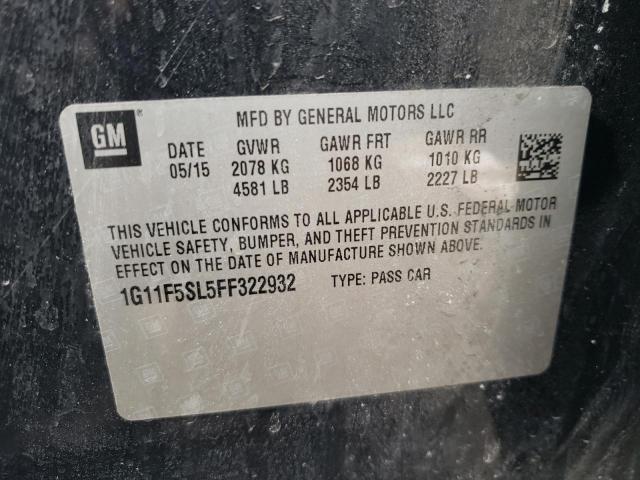 GM
MFD BY GENERAL MOTORS LLC
DATE GVWR GAWR FRT GAWR RR
05/15 2078 KG 1068 KG 1010 KG
4581 LB 2354 LB 2227 LB
THIS VEHICLE CONFORMS TO ALL APPLICABLE U.S. FEDERAL MOTOR
VEHICLE SAFETY, BUMPER, AND THEFT PREVENTION STANDARDS IN
EFFECT ON THE DATE OF MANUFACTURE SHOWN ABOVE.
1G11F5SL5FF322932 TYPE: PASS CAR